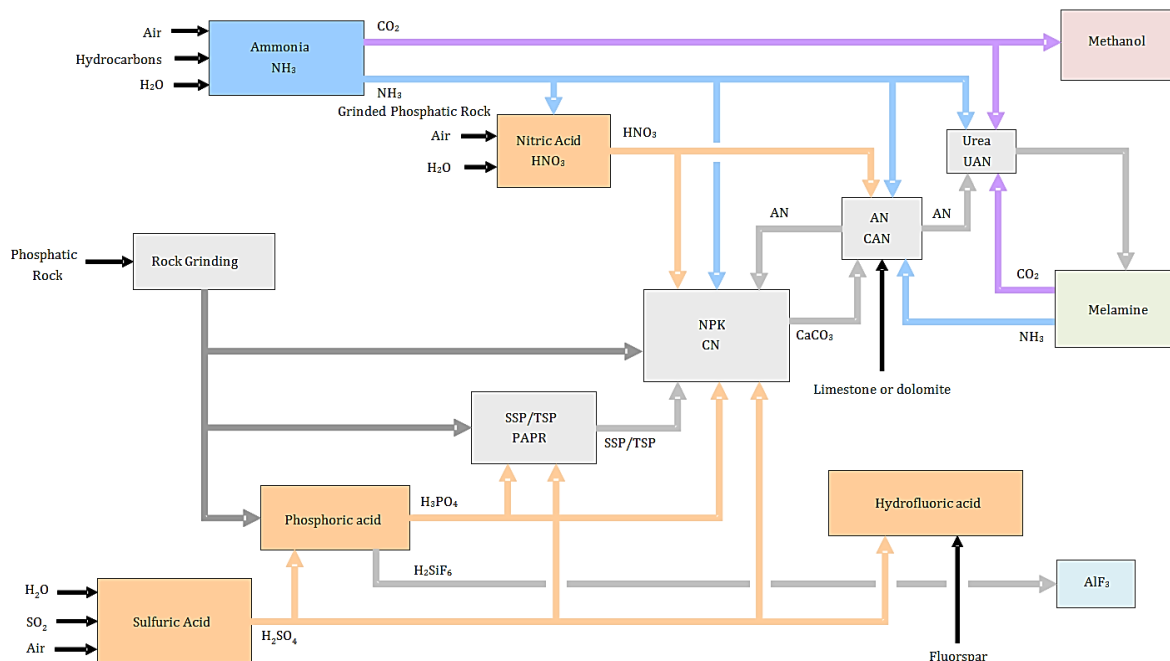 Air
Hydrocarbons
H₂O
Ammonia
NH₃
CO₂
NH₃
Methanol
Grinded Phosphatic Rock
Air
H₂O
Nitric Acid
HNO₃
HNO₃
Urea
UAN
AN
AN
CAN
AN
Phosphatic
Rock
Rock Grinding
CO₂
Melamine
NH₃
NPK
CN
CaCO₃
Limestone or dolomite
SSP/TSP
PAPR
SSP/TSP
Phosphoric acid
H₃PO₄
Hydrofluoric acid
H₂SiF₆
AlF₃
H₂O
SO₂
Air
Sulfuric Acid
H₂SO₄
Fluorspar